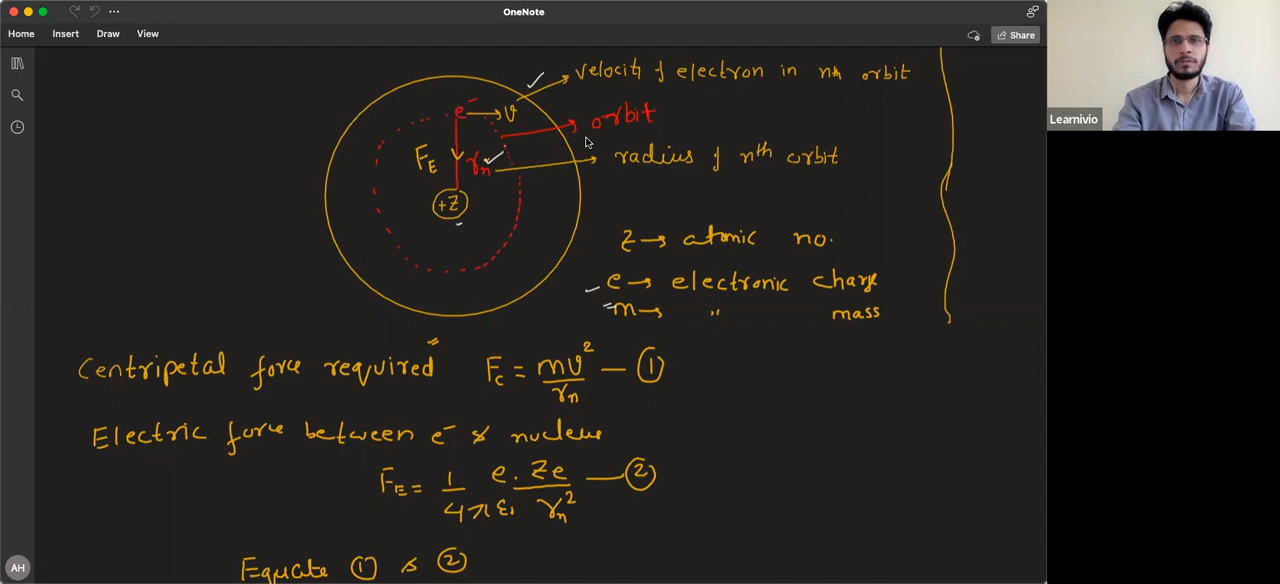 OneNote
Home Insert Draw View Share
velocity of electron in nth orbit
e⁻ → v
orbit
F_E r_n
radius of nth orbit
+Z
Z → atomic no.
e → electronic charge
m → " mass
Learnivio
Centripetal force required F_c = mv²/r_n — ①
Electric force between e⁻ & nucleus
F_E = 1/4πε₀ e.Ze/r_n² — ②
Equate ① & ②
AH